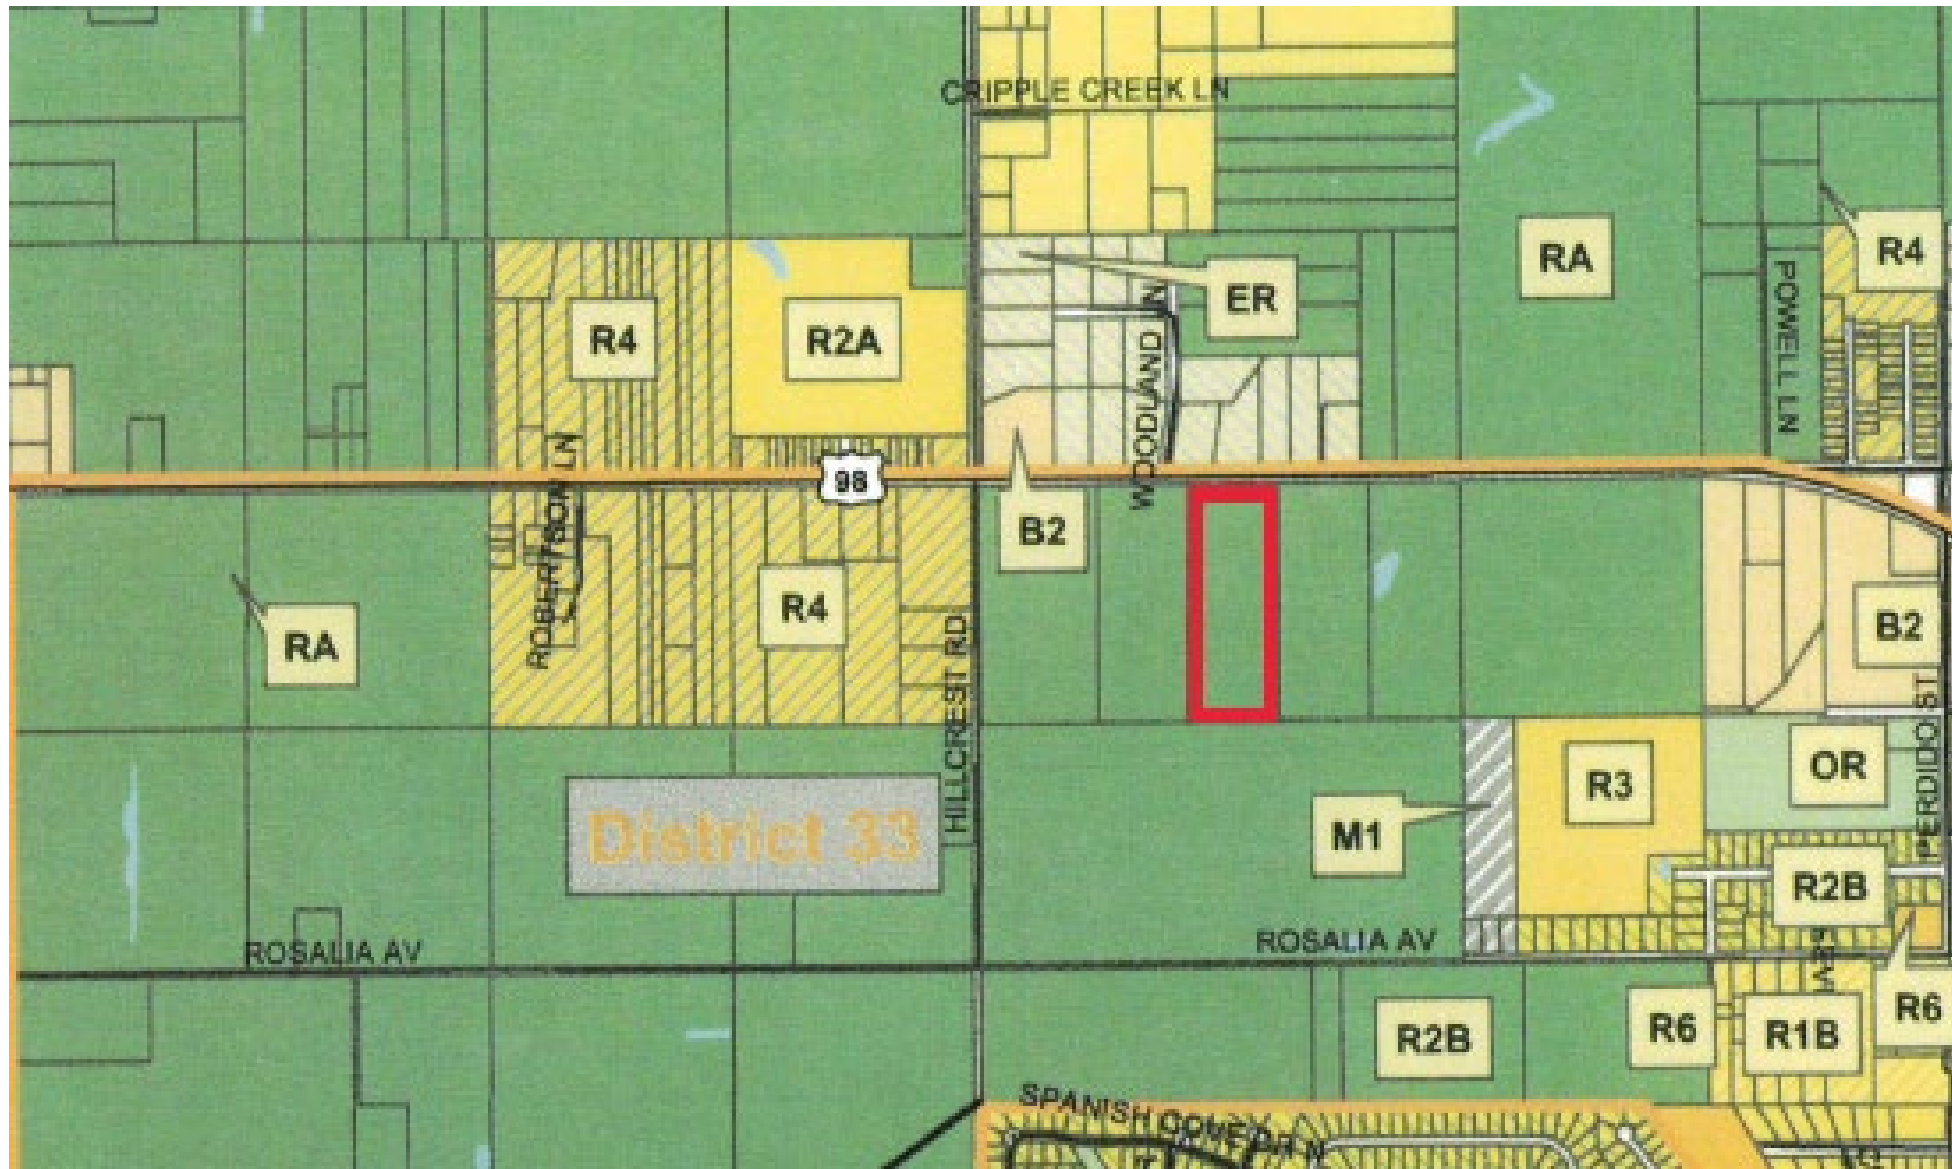 CRIPPLE CREEK LN
R4
RA
ER
POWELL LN
R4
R2A
WOODLAND LN
98
B2
ROBERTSON LN
R4
RA
HILLCREST RD
B2
PERDIDO ST
OR
R3
M1
District 33
R2B
ROSALIA AV
ROSALIA AV
R6
R2B
R6
R1B
SPANISH COVE DR N